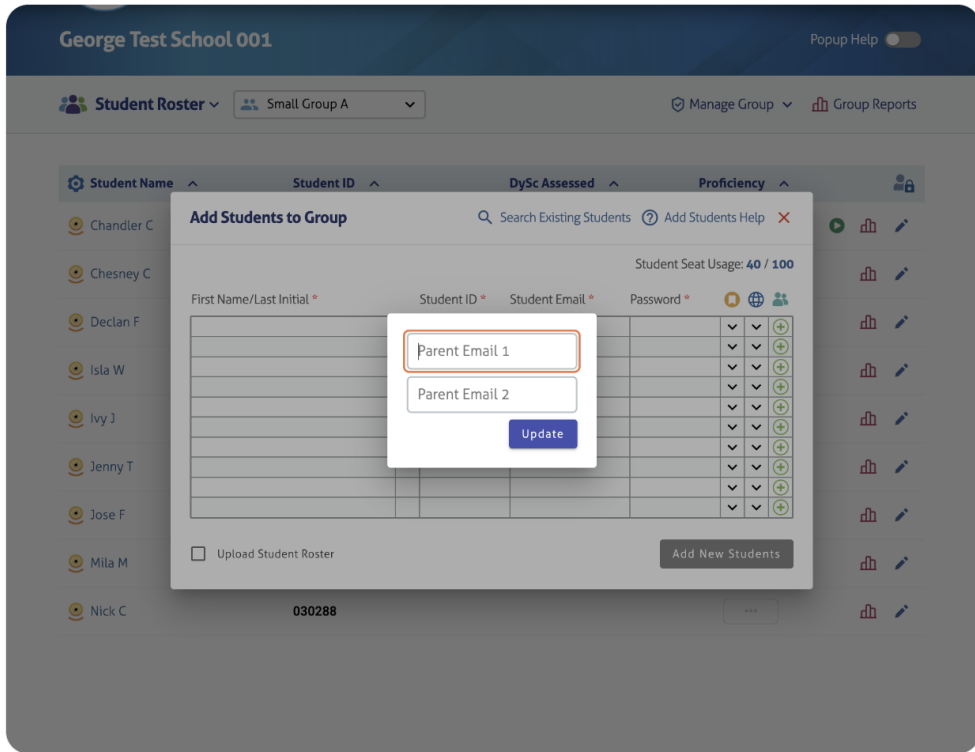 George Test School 001 Popup Help
Student Roster Small Group A Manage Group Group Reports
Student Name Student ID DySc Assessed Proficiency
Add Students to Group Search Existing Students Add Students Help
Chandler C
Student Seat Usage: 40 / 100
Chesney C
First Name/Last Initial * Student ID * Student Email * Password *
Declan F
Parent Email 1
Isla W
Parent Email 2
Ivy J
Update
Jenny T
Jose F
Upload Student Roster Add New Students
Mila M
Nick C 030288 ...